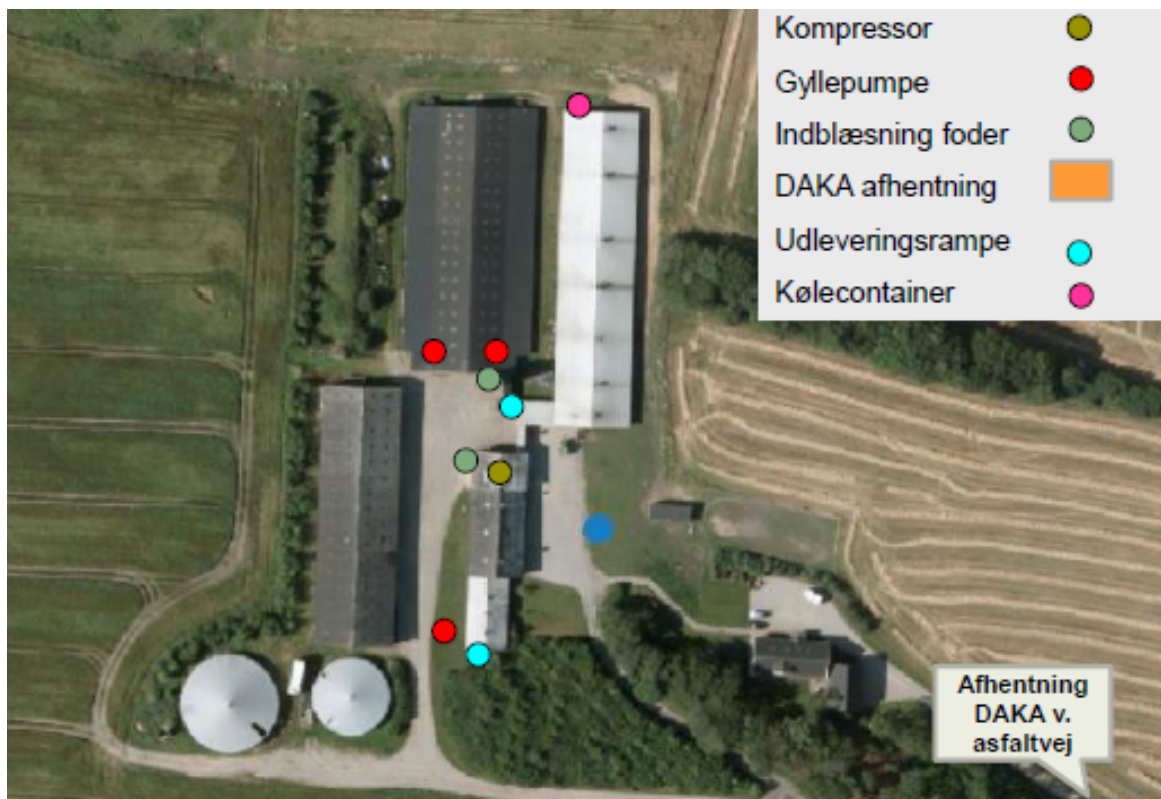 Kompressor
Gyllepumpe
Indblæsning foder
DAKA afhentning
Udleveringsrampe
Kølecontainer
Afhentning
DAKA v.
asfaltvej